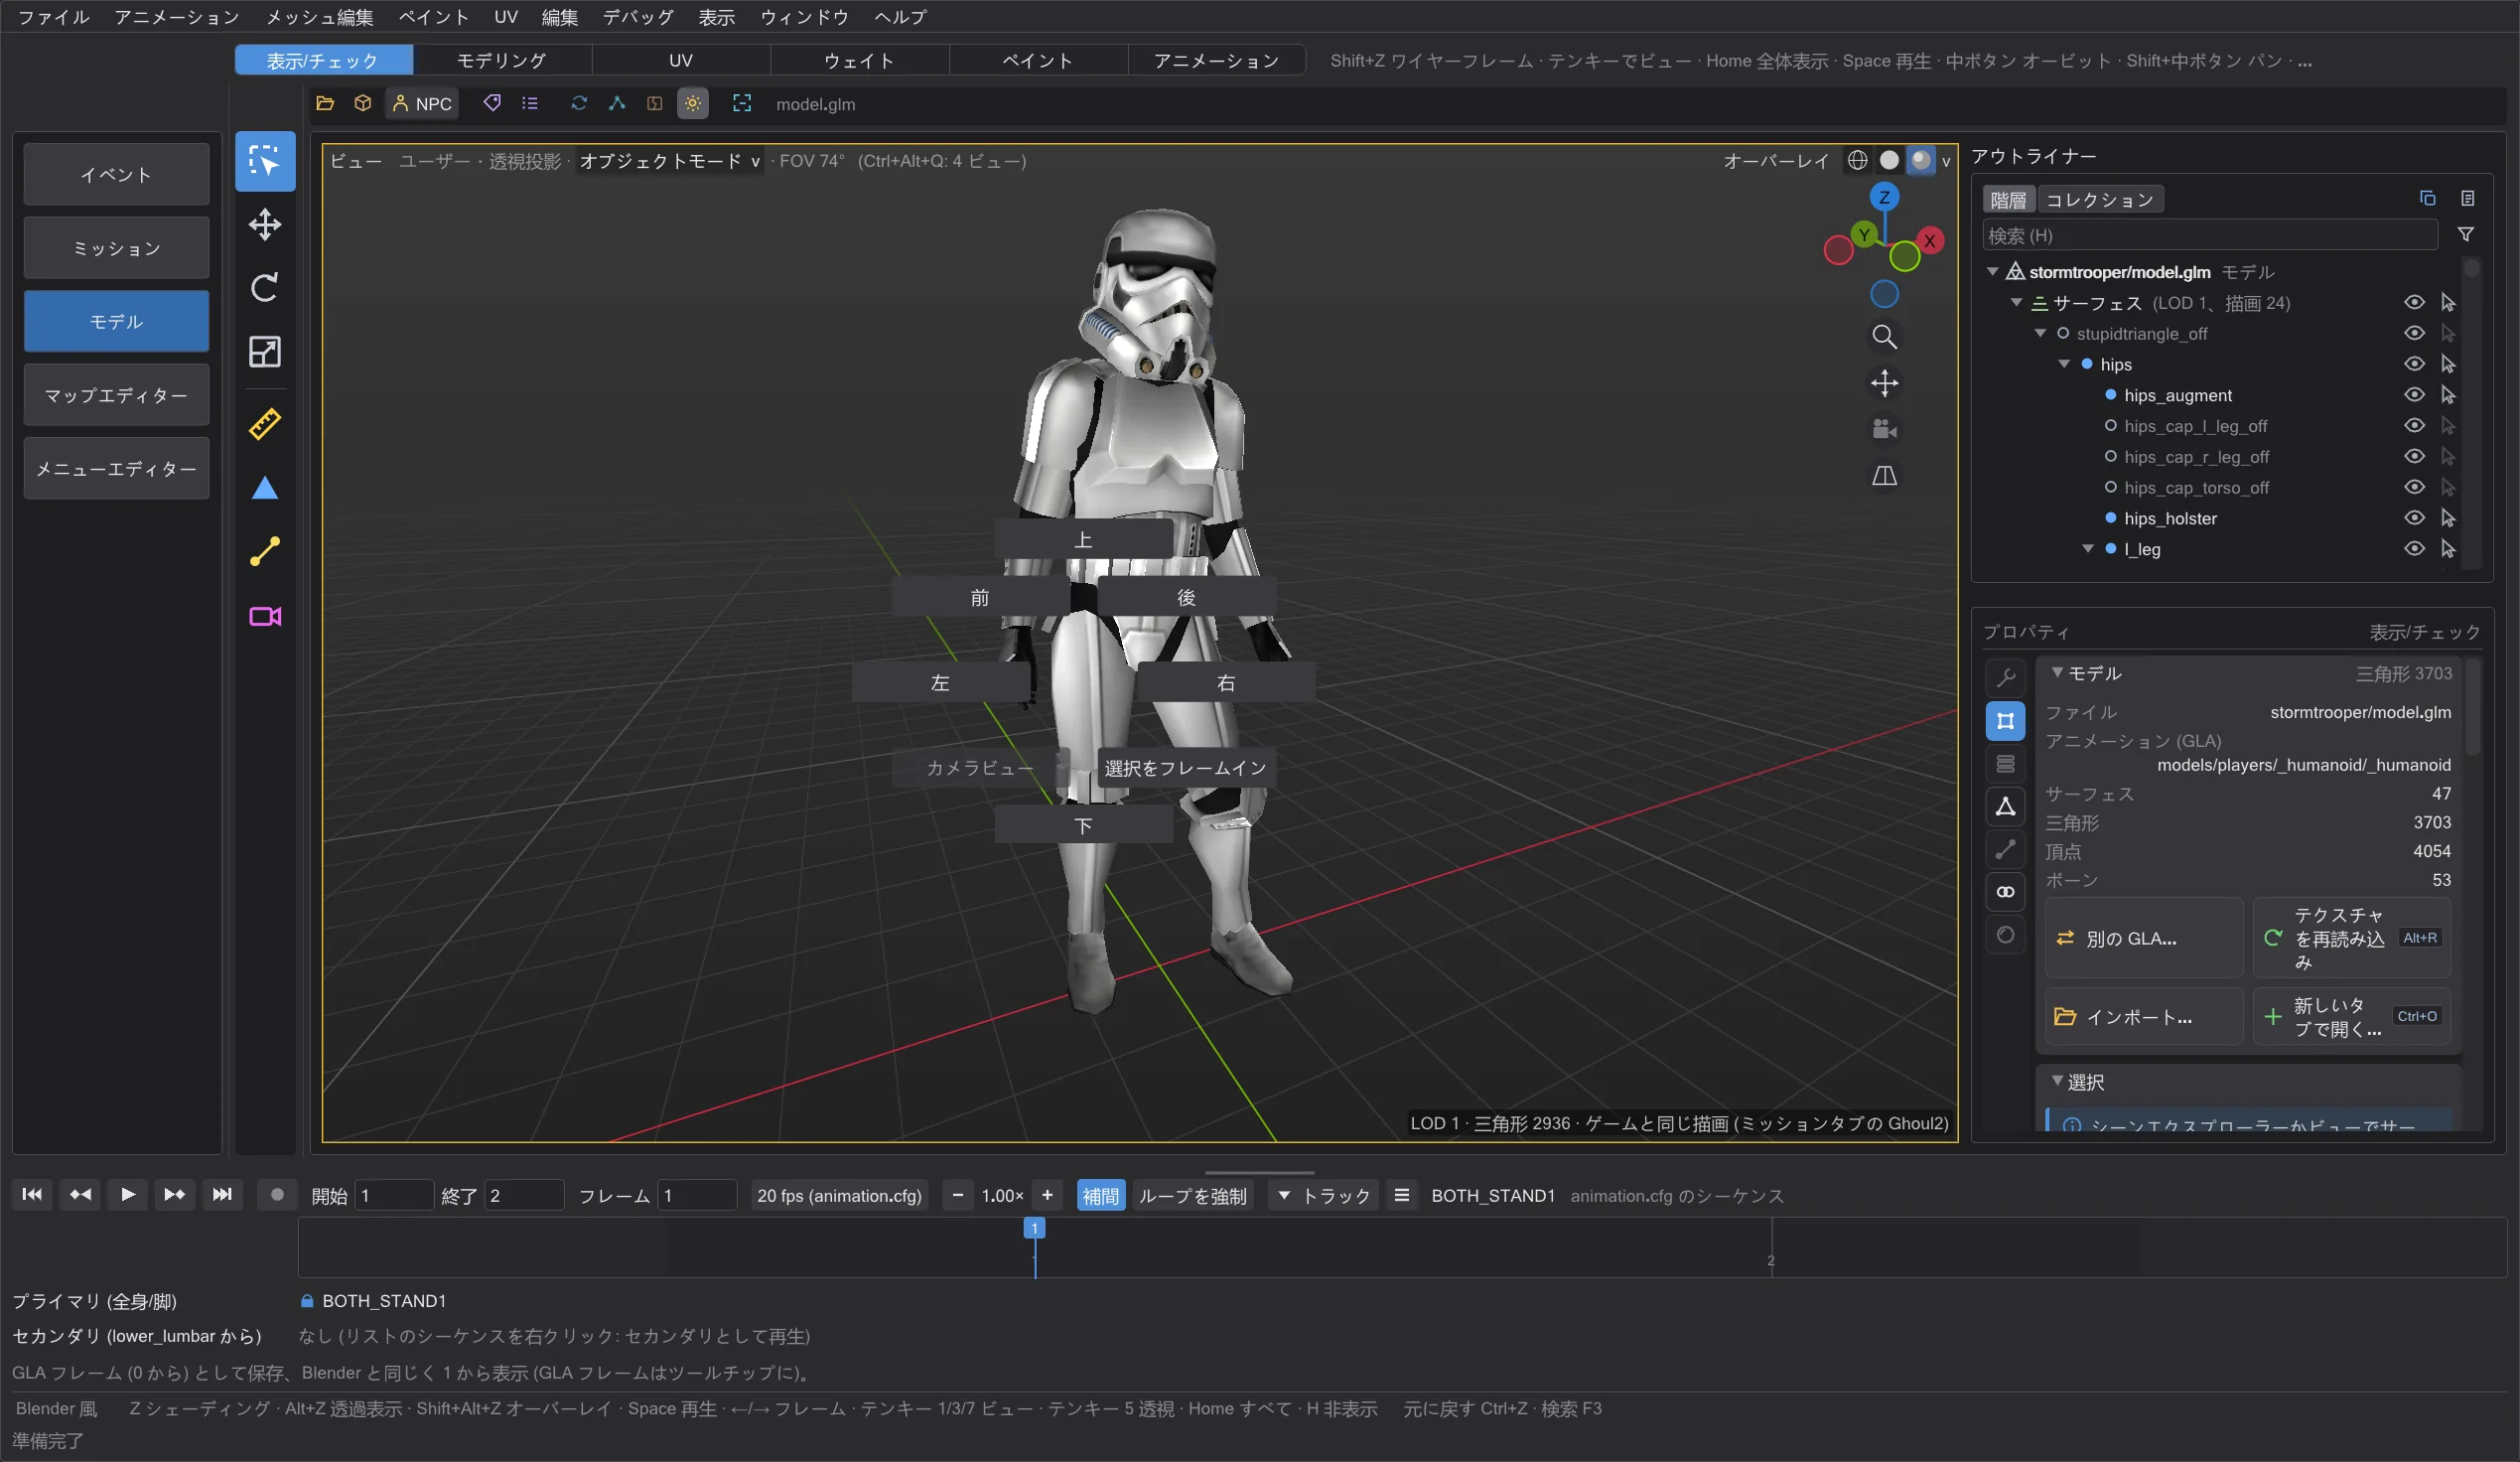 ファイル アニメーション メッシュ編集 ペイント UV 編集 デバッグ 表示 ウィンドウ ヘルプ
表示/チェック モデリング UV ウェイト ペイント アニメーション Shift+Z ワイヤーフレーム · テンキーでビュー · Home 全体表示 · Space 再生 · 中ボタン オービット · Shift+中ボタン パン · ...
NPC model.glm
イベント
ミッション
モデル
マップエディター
メニューエディター
ビュー ユーザー · 透視投影 · オブジェクトモード v · FOV 74° (Ctrl+Alt+Q: 4 ビュー)
オーバーレイ v
Z
Y
X
上
前 後
左 右
カメラビュー 選択をフレームイン
下
LOD 1 · 三角形 2936 · ゲームと同じ描画 (ミッションタブの Ghoul2)
アウトライナー
階層 コレクション
検索 (H)
stormtrooper/model.glm モデル
サーフェス (LOD 1、描画 24)
stupidtriangle_off
hips
hips_augment
hips_cap_l_leg_off
hips_cap_r_leg_off
hips_cap_torso_off
hips_holster
l_leg
プロパティ 表示/チェック
モデル 三角形 3703
ファイル stormtrooper/model.glm
アニメーション (GLA)
models/players/_humanoid/_humanoid
サーフェス 47
三角形 3703
頂点 4054
ボーン 53
別の GLA...
テクスチャ
を再読み込
み
Alt+R
インポート...
新しいタ
ブで開く...
Ctrl+O
選択
シーンエクスプローラーかビューでサー
開始 1 終了 2 フレーム 1 20 fps (animation.cfg) − 1.00× + 補間 ループを強制 トラック BOTH_STAND1 animation.cfg のシーケンス
1
2
プライマリ (全身/脚) BOTH_STAND1
セカンダリ (lower_lumbar から) なし (リストのシーケンスを右クリック: セカンダリとして再生)
GLA フレーム (0 から) として保存、Blender と同じく 1 から表示 (GLA フレームはツールチップに)。
Blender 風 Z シェーディング · Alt+Z 透過表示 · Shift+Alt+Z オーバーレイ · Space 再生 · ←/→ フレーム · テンキー 1/3/7 ビュー · テンキー 5 透視 · Home すべて · H 非表示 元に戻す Ctrl+Z · 検索 F3
準備完了